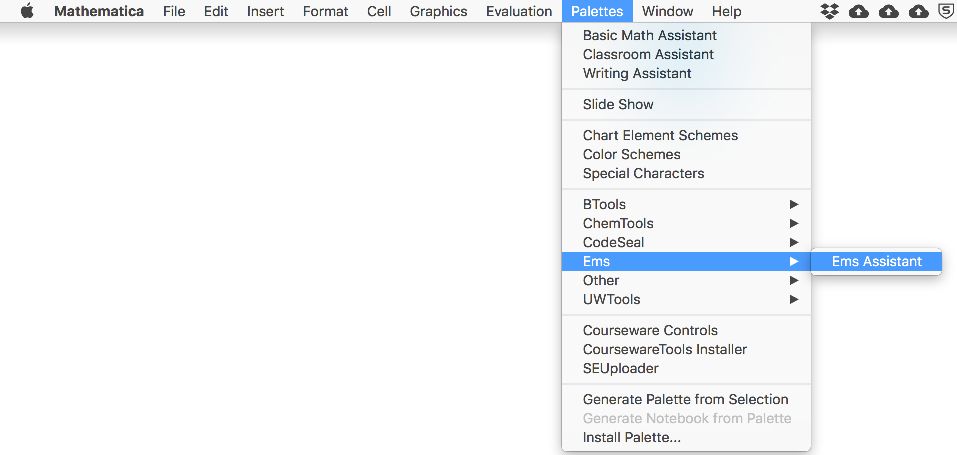 Mathematica File Edit Insert Format Cell Graphics Evaluation Palettes Window Help S
Basic Math Assistant
Classroom Assistant
Writing Assistant
Slide Show
Chart Element Schemes
Color Schemes
Special Characters
BTools
ChemTools
CodeSeal
Ems Ems Assistant
Other
UWTools
Courseware Controls
CoursewareTools Installer
SEUploader
Generate Palette from Selection
Generate Notebook from Palette
Install Palette...